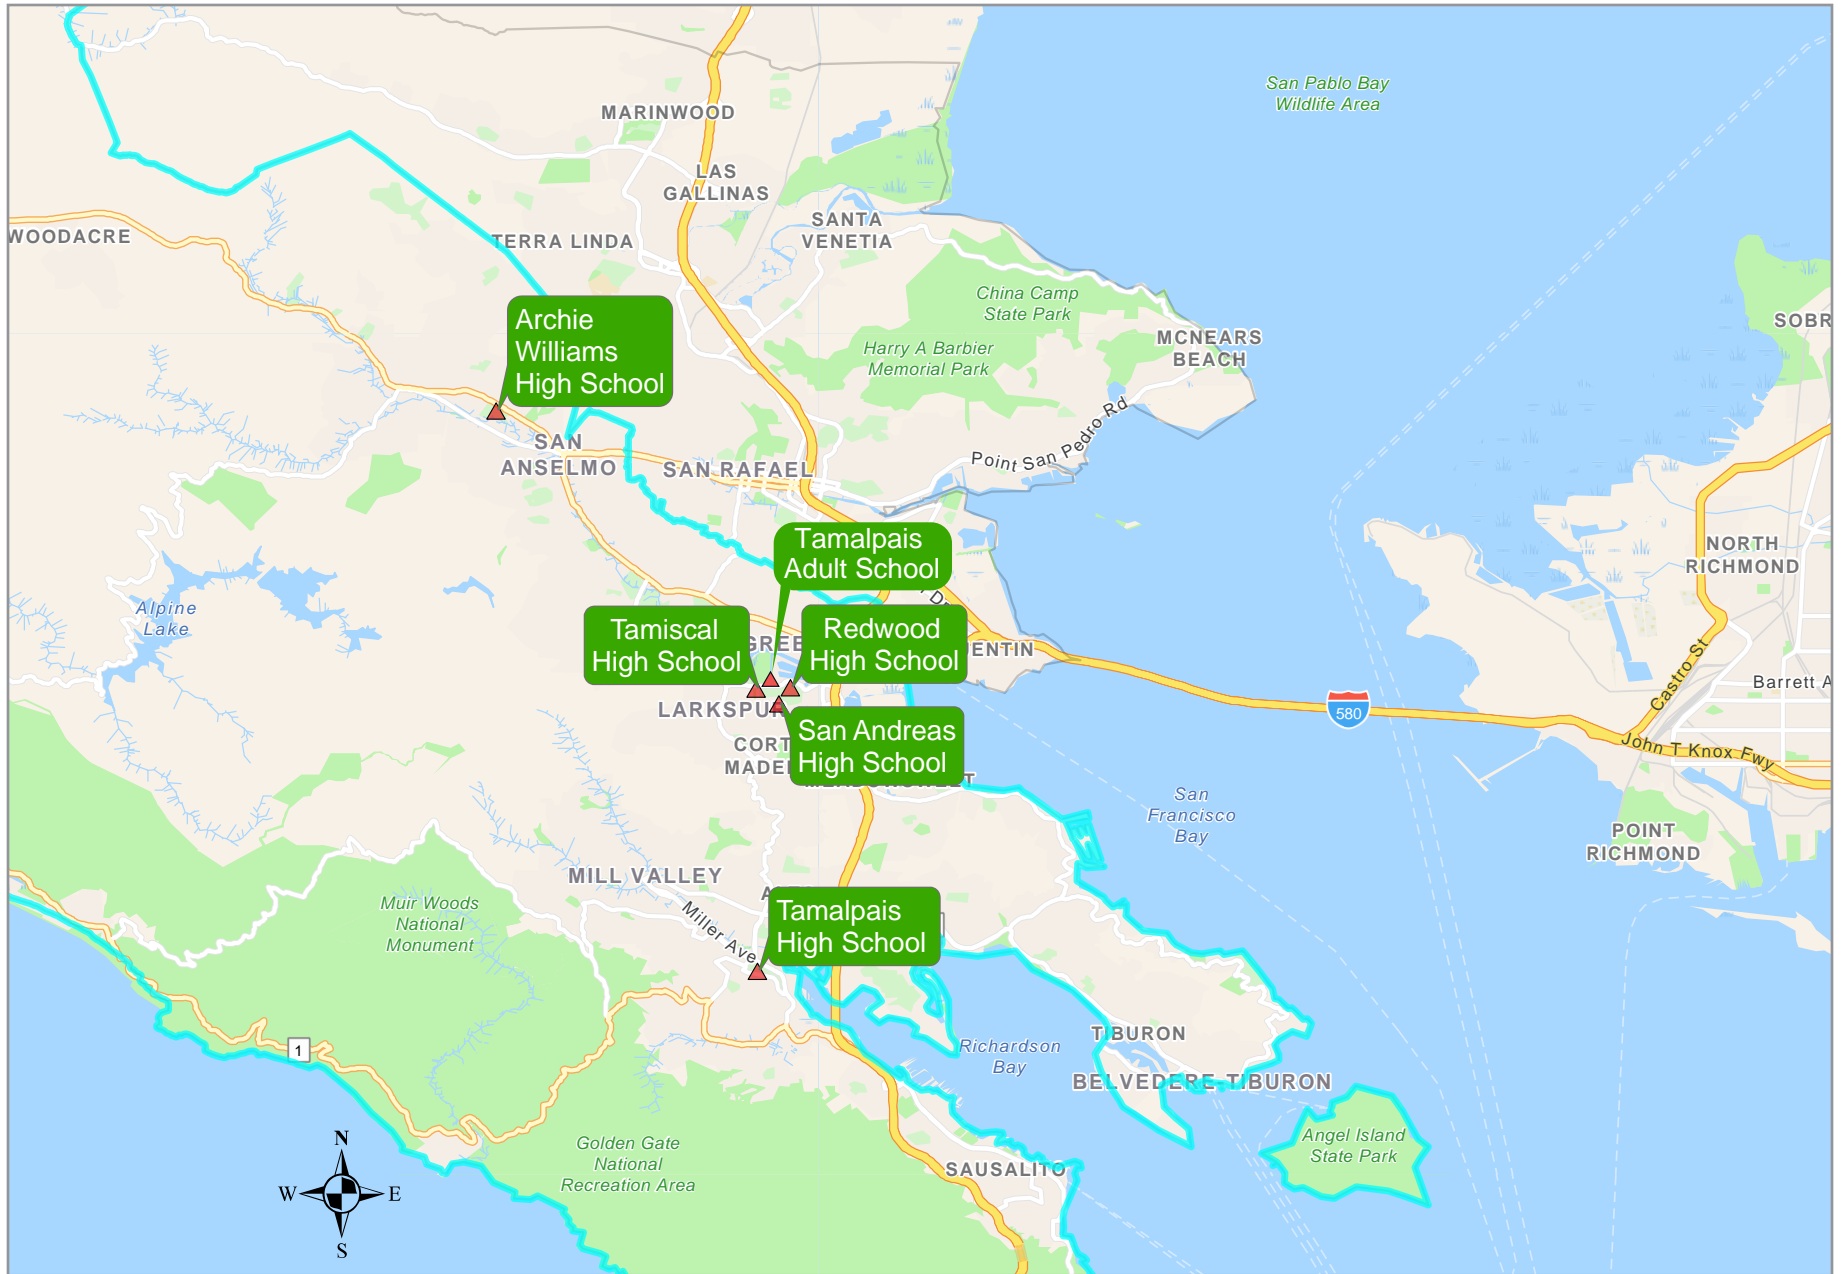 San Pablo Bay
Wildlife Area
MARINWOOD
LAS
GALLINAS
SANTA
VENETIA
WOODACRE
TERRA LINDA
China Camp
State Park
Harry A Barbier
Memorial Park
MCNEARS
BEACH
SOBR
Archie
Williams
High School
Point San Pedro Rd
SAN
ANSELMO
SAN RAFAEL
Tamalpais
Adult School
NORTH
RICHMOND
Alpine
Lake
Tamiscal
High School
GREE
Redwood
High School
ENTIN
Castro St
Barrett A
LARKSPUR
580
San Andreas
High School
CORT
MADE
John T Knox Fwy
San
Francisco
Bay
POINT
RICHMOND
MILL VALLEY
Muir Woods
National
Monument
Miller Ave
Tamalpais
High School
1
Richardson
Bay
TIBURON
BELVEDERE-TIBURON
Angel Island
State Park
Golden Gate
National
Recreation Area
SAUSALITO
N
W
E
S